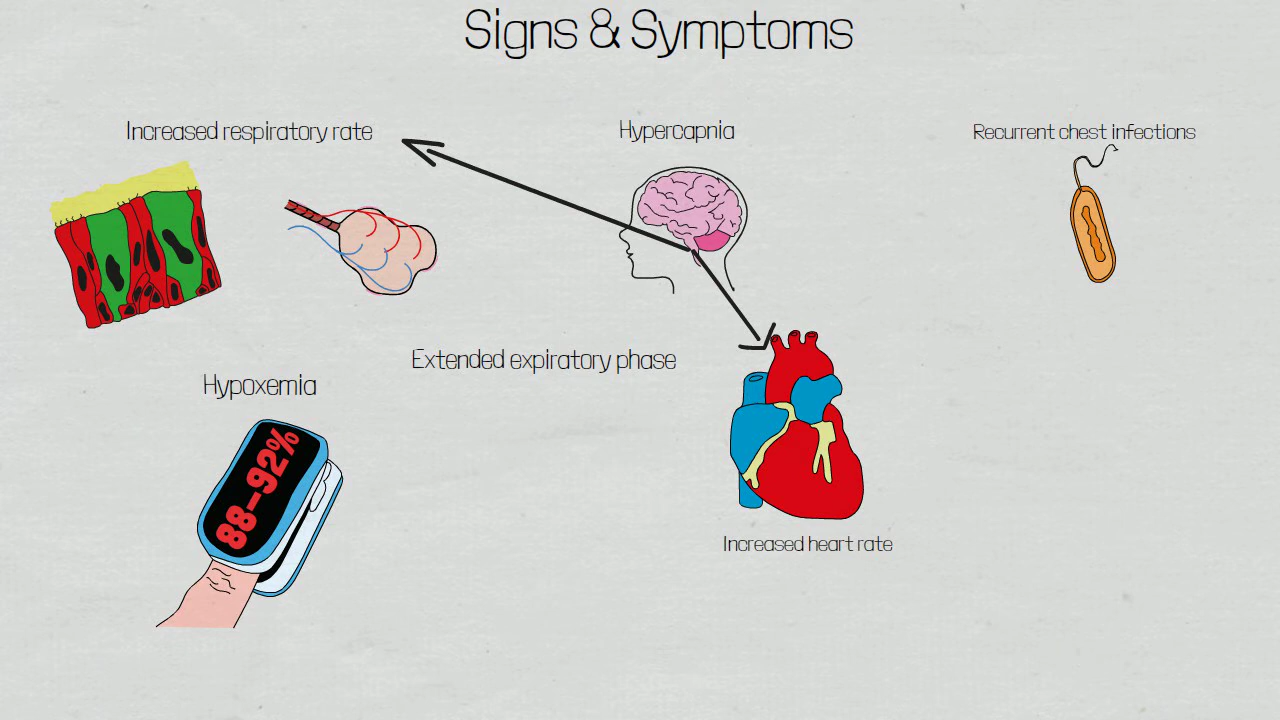 Signs & Symptoms
Increased respiratory rate
Hypercapnia
Recurrent chest infections
Extended expiratory phase
Hypoxemia
88-92%
Increased heart rate